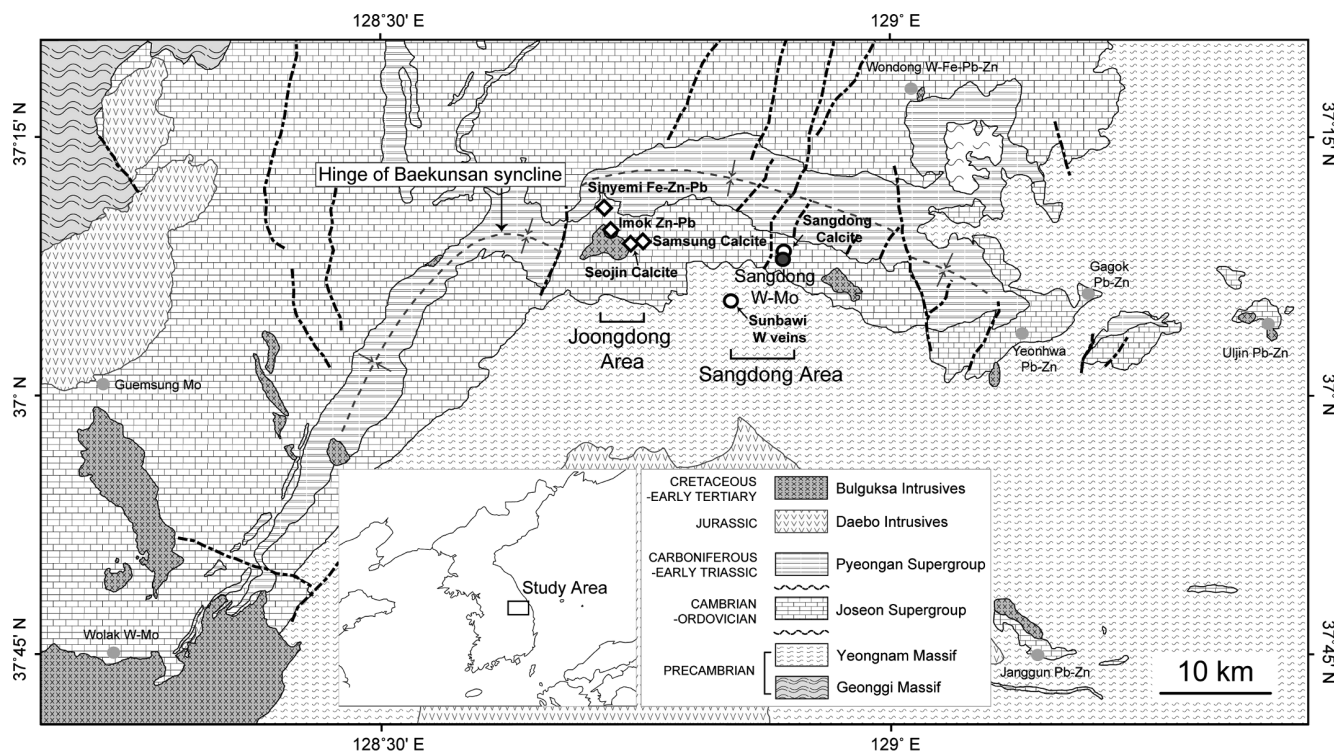 128°30' E
129° E
37°15' N
37° N
37°45' N
37°15' N
37° N
37°45' N
128°30' E
129° E
Wondong W-Fe-Pb-Zn
Hinge of Baekunsan syncline
Sinyemi Fe-Zn-Pb
Imok Zn-Pb
Samsung Calcite
Seojin Calcite
Sangdong
Calcite
Sangdong
W-Mo
Sunbawi
W veins
Joongdong
Area
Sangdong Area
Gagok
Pb-Zn
Yeonhwa
Pb-Zn
Uljin Pb-Zn
Guemsung Mo
Wolak W-Mo
Janggun Pb-Zn
Study Area
CRETACEOUS
-EARLY TERTIARY
Bulguksa Intrusives
JURASSIC
Daebo Intrusives
CARBONIFEROUS
-EARLY TRIASSIC
Pyeongan Supergroup
CAMBRIAN
-ORDOVICIAN
Joseon Supergroup
PRECAMBRIAN
Yeongnam Massif
Geonggi Massif
10 km